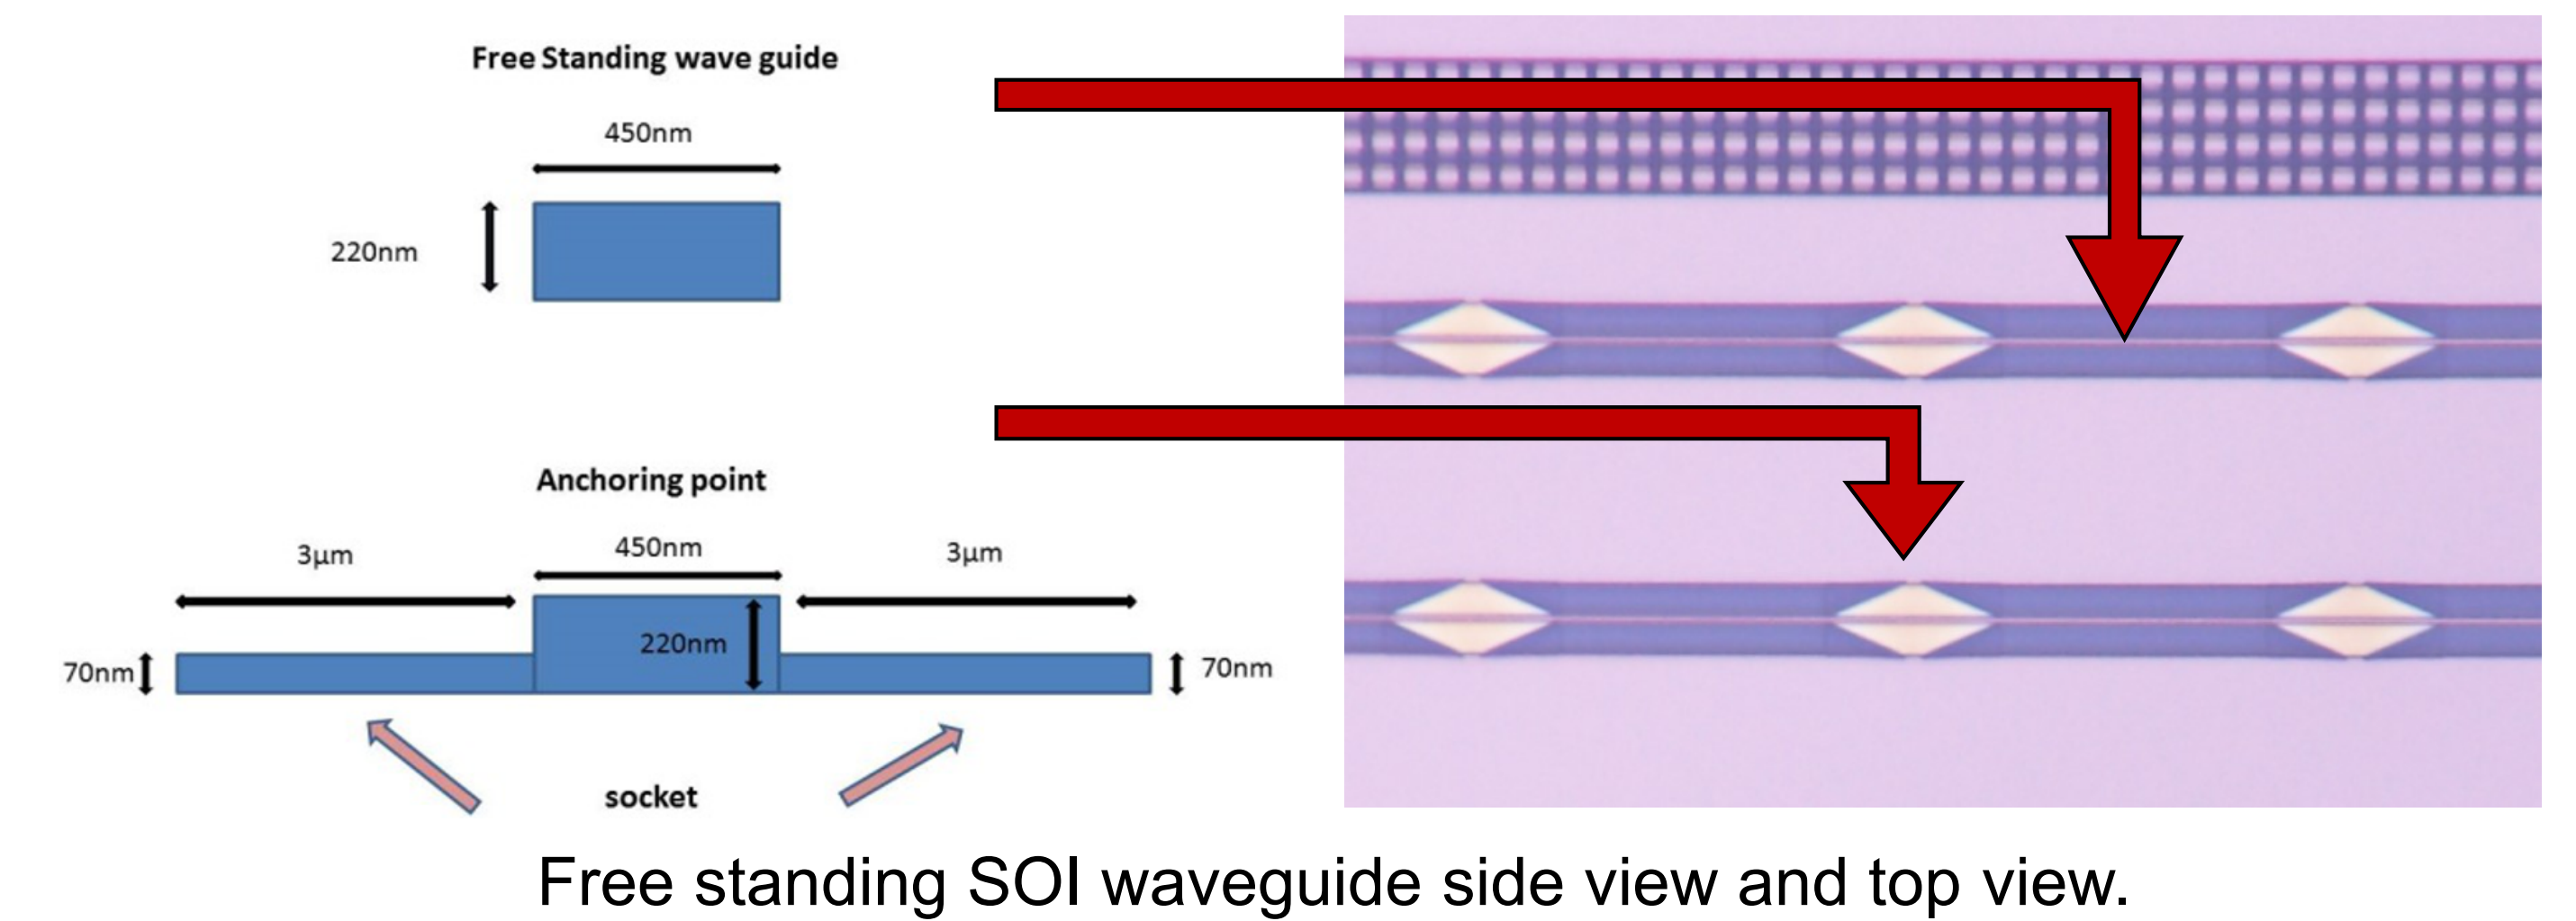 Free Standing wave guide
450nm
220nm
Anchoring point
3μm
450nm
3μm
220nm
70nm
70nm
socket
Free standing SOI waveguide side view and top view.